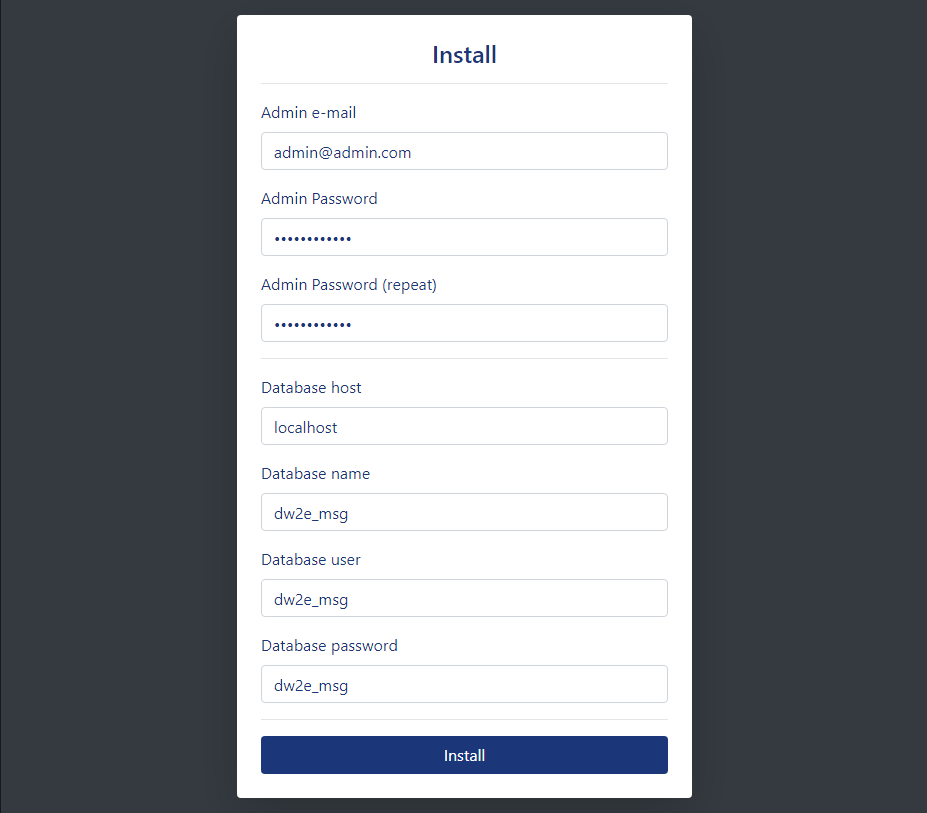 Install
Admin e-mail
admin@admin.com
Admin Password
••••••••••••
Admin Password (repeat)
••••••••••••
Database host
localhost
Database name
dw2e_msg
Database user
dw2e_msg
Database password
dw2e_msg
Install